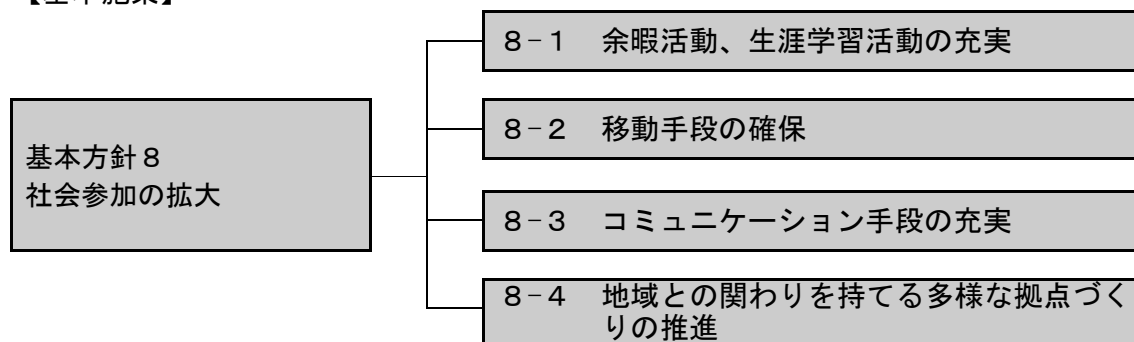 【基本施策】
基本方針８
社会参加の拡大
８−１　余暇活動、生涯学習活動の充実
８−２　移動手段の確保
８−３　コミュニケーション手段の充実
８−４　地域との関わりを持てる多様な拠点づく
りの推進